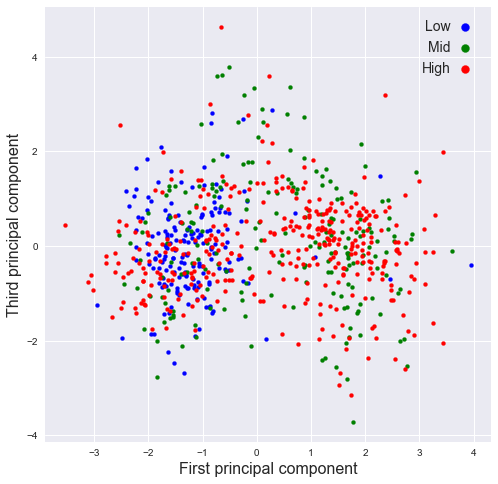 Low
Mid
High
Third principal component
4
2
0
−2
−4
−3
−2
−1
0
1
2
3
4
First principal component